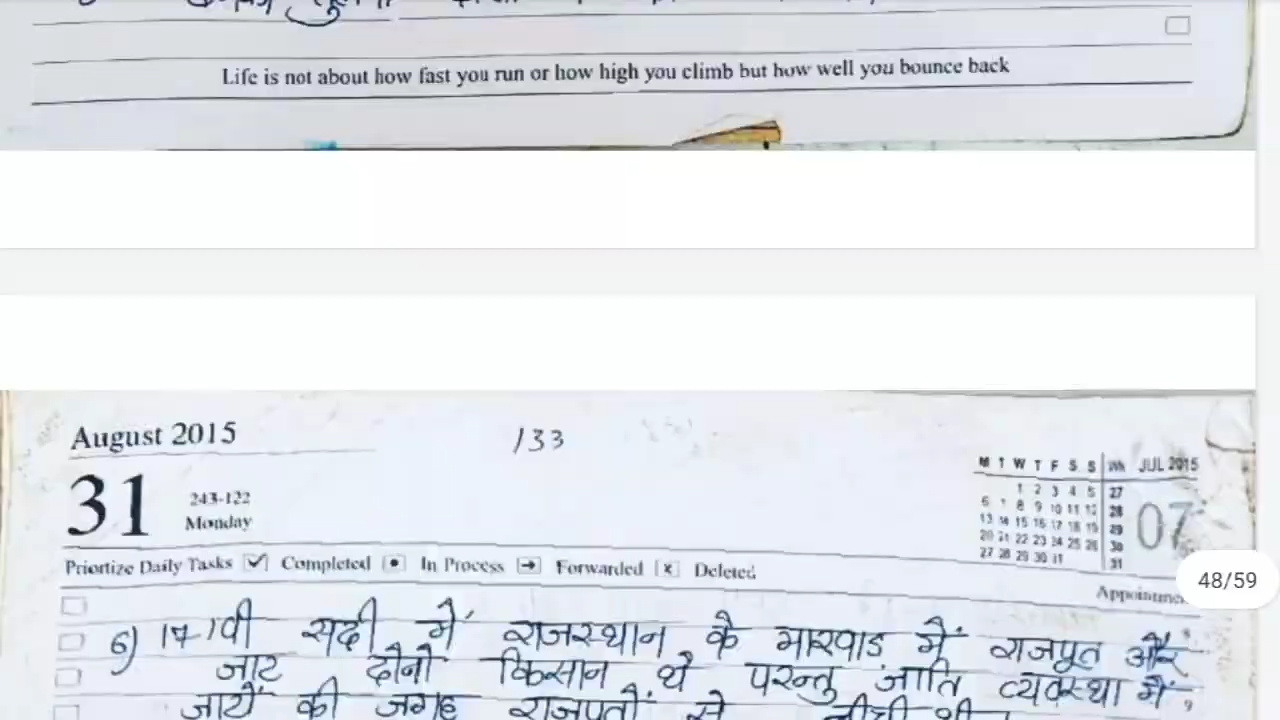 Life is not about how fast you run or how high you climb but how well you bounce back
August 2015
133
M T W T F S S Wk JUL 2015
31
243-122
Monday
1 2 3 4 5 27
6 7 8 9 10 11 12 28
13 14 15 16 17 18 19 29
20 21 22 23 24 25 26 30
27 28 29 30 31 31
07
Priortize Daily Tasks Completed In Process Forwarded Deleted
48/59
Appointme
6) 17वी सदी में राजस्थान के मारवाड में राजपूत और
जाट दोनो किसान थे परन्तु जाति व्यवस्था में
जाटों की जगह राजपूतों से नीची थी